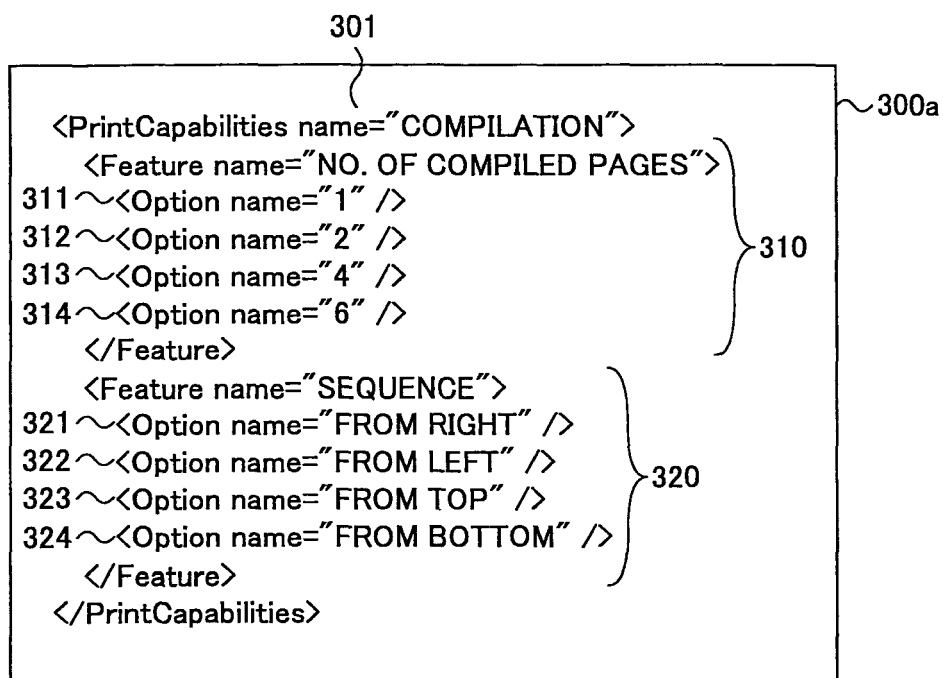 301
300a
<PrintCapabilities name="COMPILATION">
<Feature name="NO. OF COMPILED PAGES">
311 <Option name="1" />
312 <Option name="2" />
310
313 <Option name="4" />
314 <Option name="6" />
</Feature>
<Feature name="SEQUENCE">
321 <Option name="FROM RIGHT" />
322 <Option name="FROM LEFT" />
320
323 <Option name="FROM TOP" />
324 <Option name="FROM BOTTOM" />
</Feature>
</PrintCapabilities>